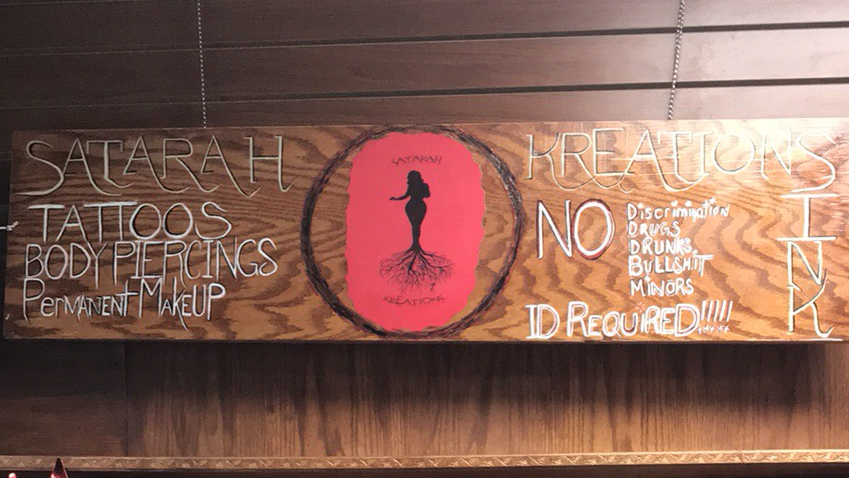 SATARAH
TATTOOS
BODY PIERCINGS
PERMANENT MAKEUP
SATARAH
KREATIONS
KREATIONS
INK
NO
Discrimination
DRUGS
DRUNKS
BULLSHIT
MINORS
ID REQUIRED!!!!!